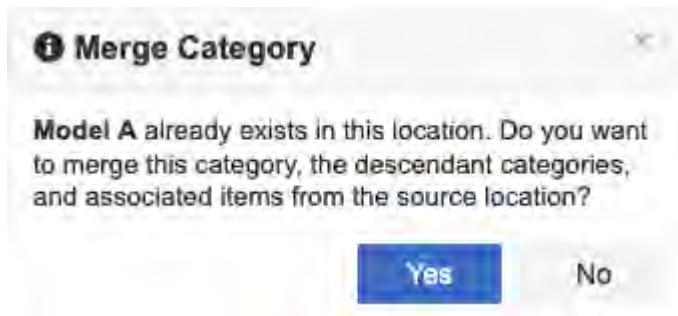 Merge Category
Model A already exists in this location. Do you want
to merge this category, the descendant categories,
and associated items from the source location?
Yes
No